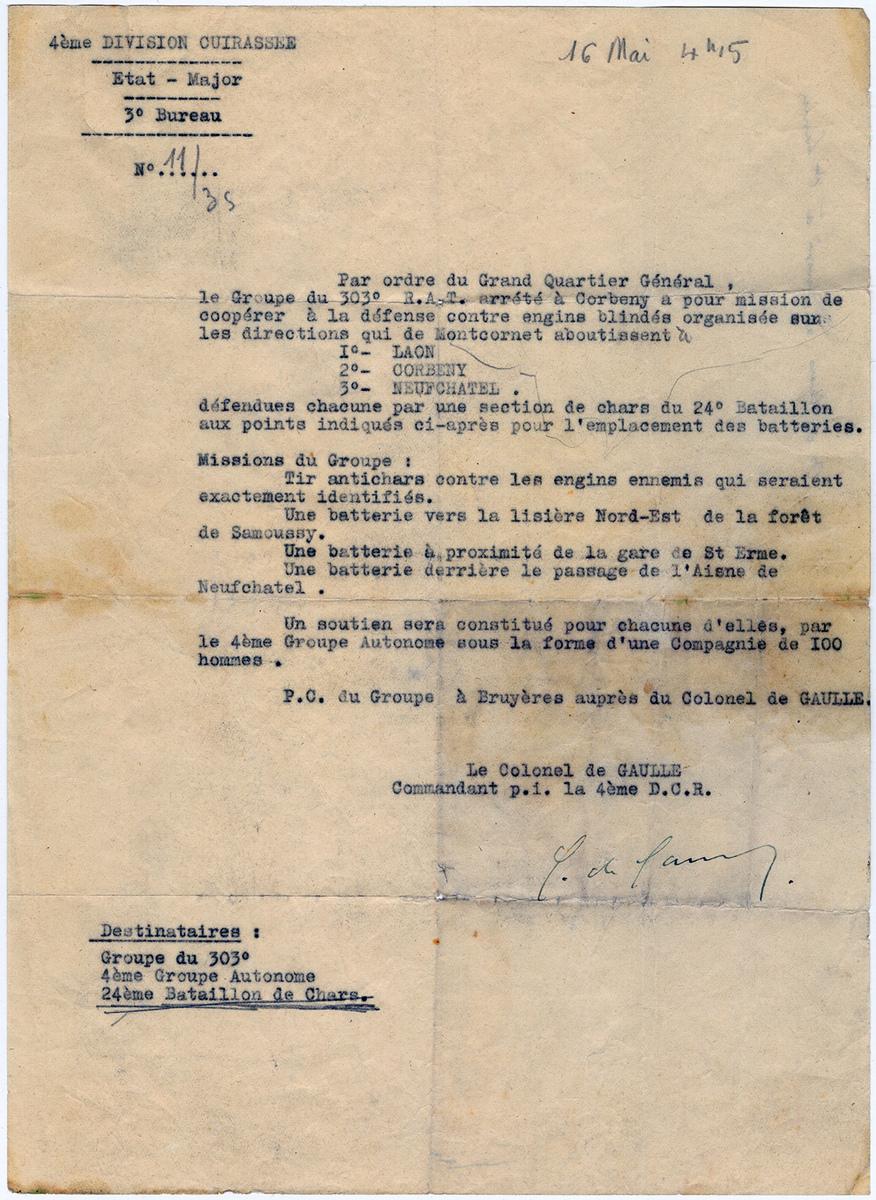 4ème DIVISION CUIRASSEE
16 Mai 4h15
Etat - Major
3° Bureau
N° 11/
3S
Par ordre du Grand Quartier Général ,
le Groupe du 303° R.A.T. arrété à Corbeny a pour mission de
coopérer à la défense contre engins blindés organisée sur
les directions qui de Montcornet aboutissent à
I°- LAON
2°- CORBENY
3°- NEUFCHATEL .
défendues chacune par une section de chars du 24° Bataillon
aux points indiqués ci-après pour l'emplacement des batteries.
Missions du Groupe :
Tir antichars contre les engins ennemis qui seraient
exactement identifiés.
Une batterie vers la lisière Nord-Est de la forêt
de Samoussy.
Une batterie à proximité de la gare de St Erme.
Une batterie derrière le passage de l'Aisne de
Neufchatel .
Un soutien sera constitué pour chacune d'elles, par
le 4ème Groupe Autonome sous la forme d'une Compagnie de I00
hommes .
P.C. du Groupe à Bruyères auprès du Colonel de GAULLE.
Le Colonel de GAULLE
Commandant p.i. la 4ème D.C.R.
C. de Gaulle.
Destinataires :
Groupe du 303°
4ème Groupe Autonome
24ème Bataillon de Chars.-